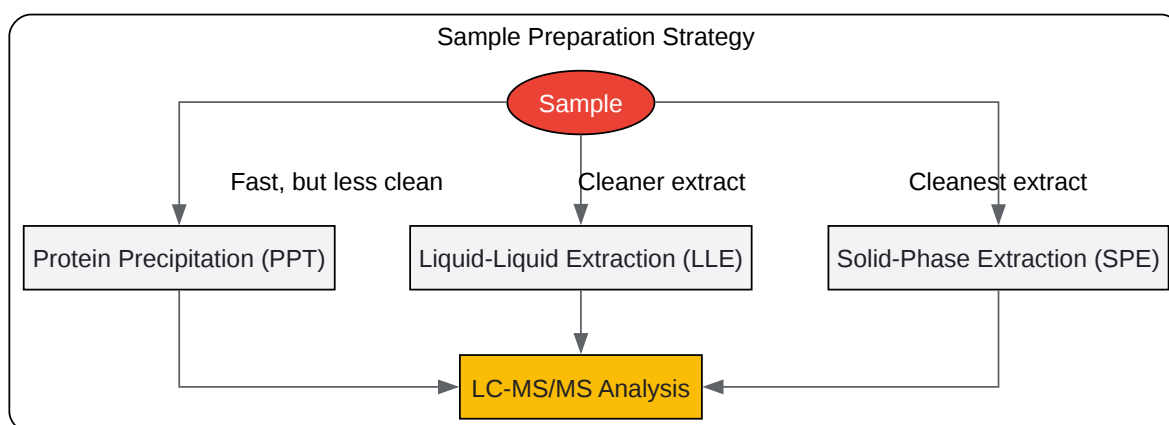 Sample Preparation Strategy
Sample
Fast, but less clean
Cleaner extract
Cleanest extract
Protein Precipitation (PPT)
Liquid-Liquid Extraction (LLE)
Solid-Phase Extraction (SPE)
LC-MS/MS Analysis